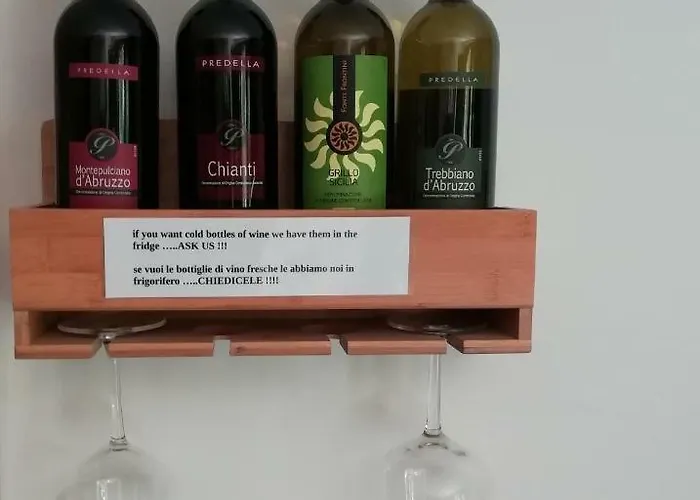 PREDELLA
Montepulciano
d'Abruzzo
PREDELLA
Chianti
FONTE FRONTINI
GRILLO
SICILIA
PREDELLA
Trebbiano
d'Abruzzo
if you want cold bottles of wine we have them in the
fridge …..ASK US !!!
se vuoi le bottiglie di vino fresche le abbiamo noi in
frigorifero …..CHIEDICELE !!!!